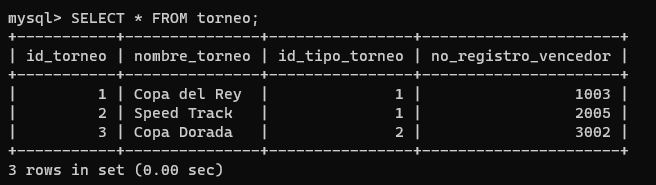 mysql> SELECT * FROM torneo;
+-----------+---------------+----------------+----------------------+
| id_torneo | nombre_torneo | id_tipo_torneo | no_registro_vencedor |
+-----------+---------------+----------------+----------------------+
|         1 | Copa del Rey  |              1 |                 1003 |
|         2 | Speed Track   |              1 |                 2005 |
|         3 | Copa Dorada   |              2 |                 3002 |
+-----------+---------------+----------------+----------------------+
3 rows in set (0.00 sec)